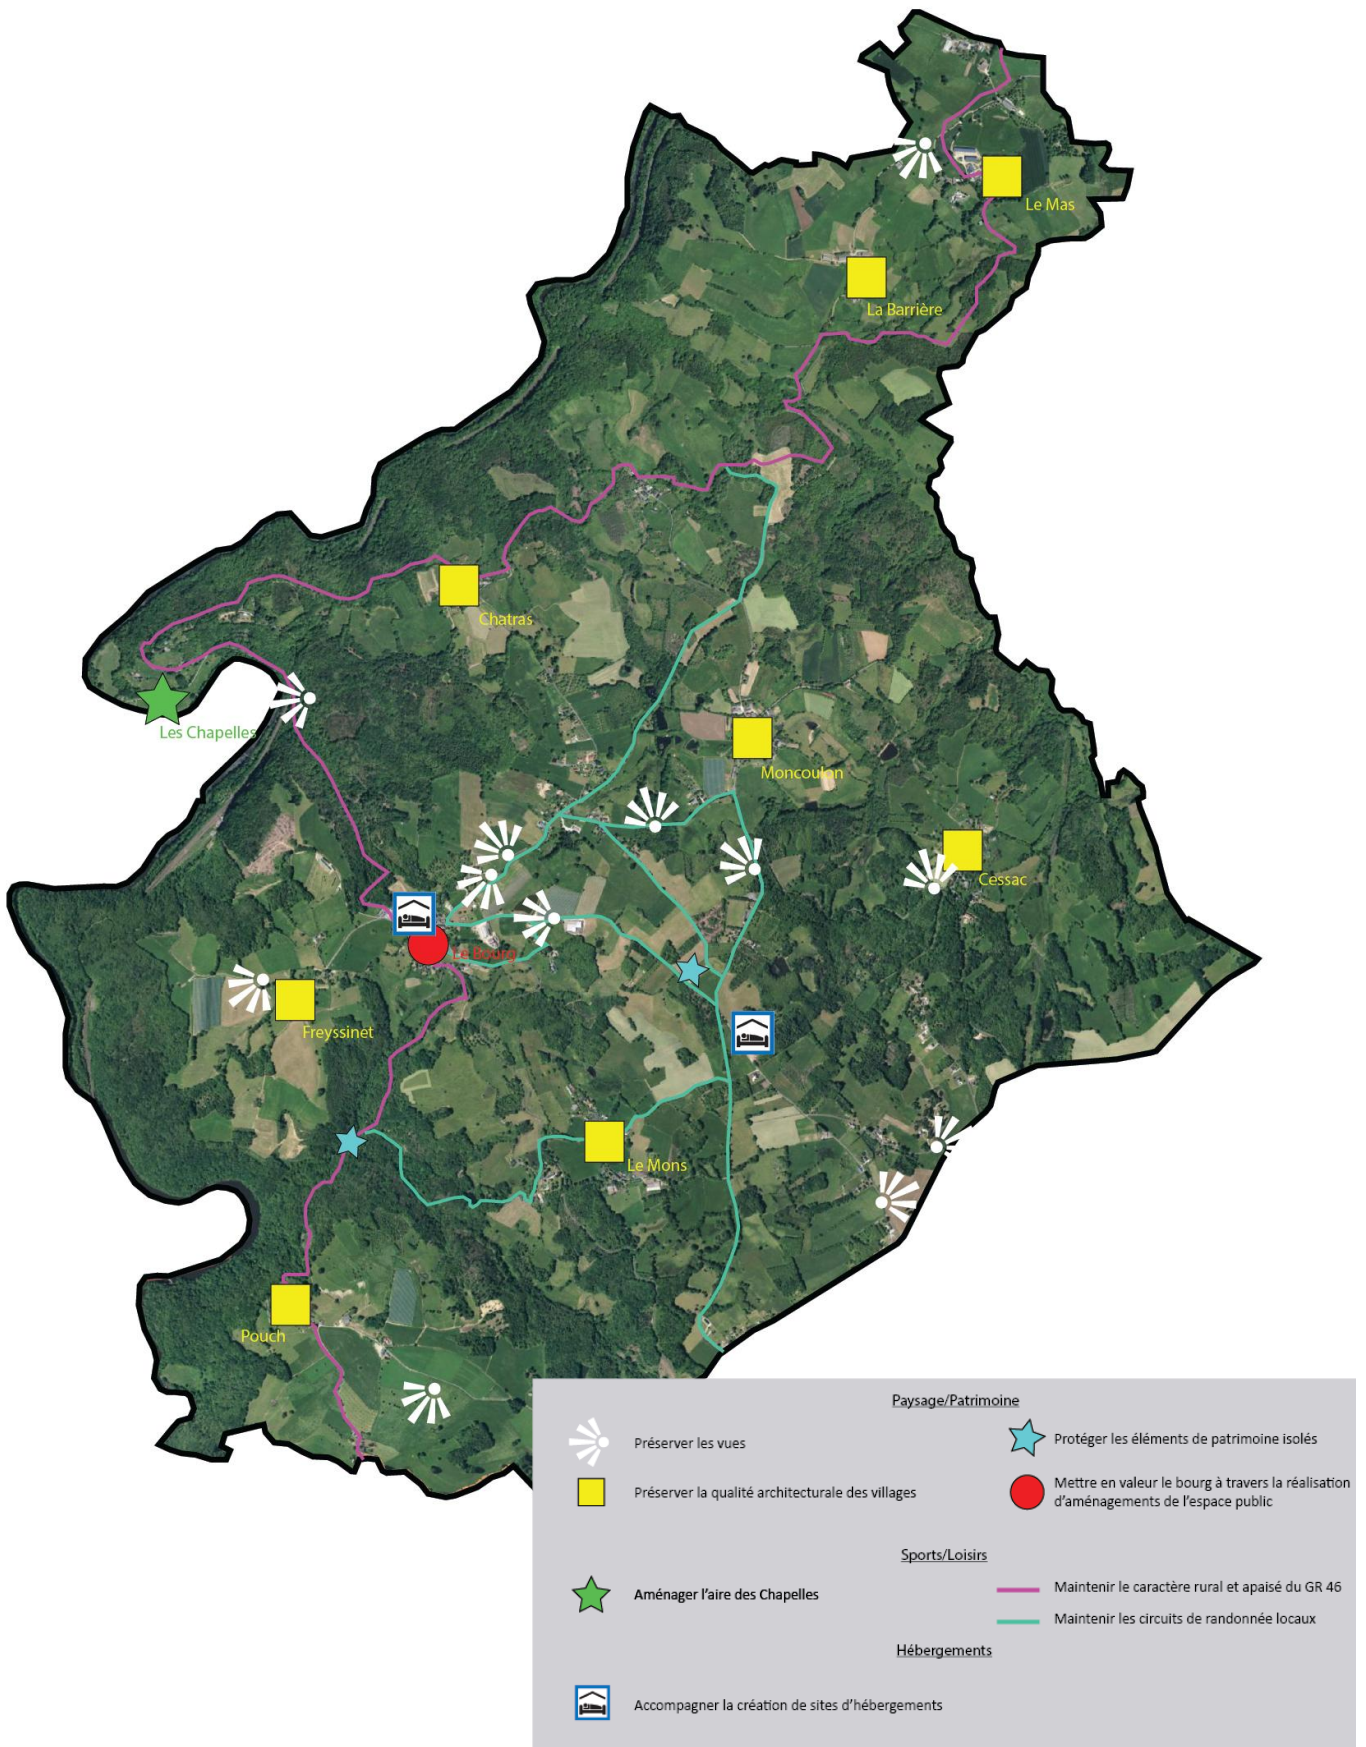 Le Mas
La Barrière
Chatras
Les Chapelles
Moncoulon
Cessac
Le Bourg
Freyssinet
Le Mons
Pouch
Paysage/Patrimoine
Préserver les vues
Protéger les éléments de patrimoine isolés
Préserver la qualité architecturale des villages
Mettre en valeur le bourg à travers la réalisation
d'aménagements de l'espace public
Sports/Loisirs
Aménager l'aire des Chapelles
Maintenir le caractère rural et apaisé du GR 46
Maintenir les circuits de randonnée locaux
Hébergements
Accompagner la création de sites d'hébergements